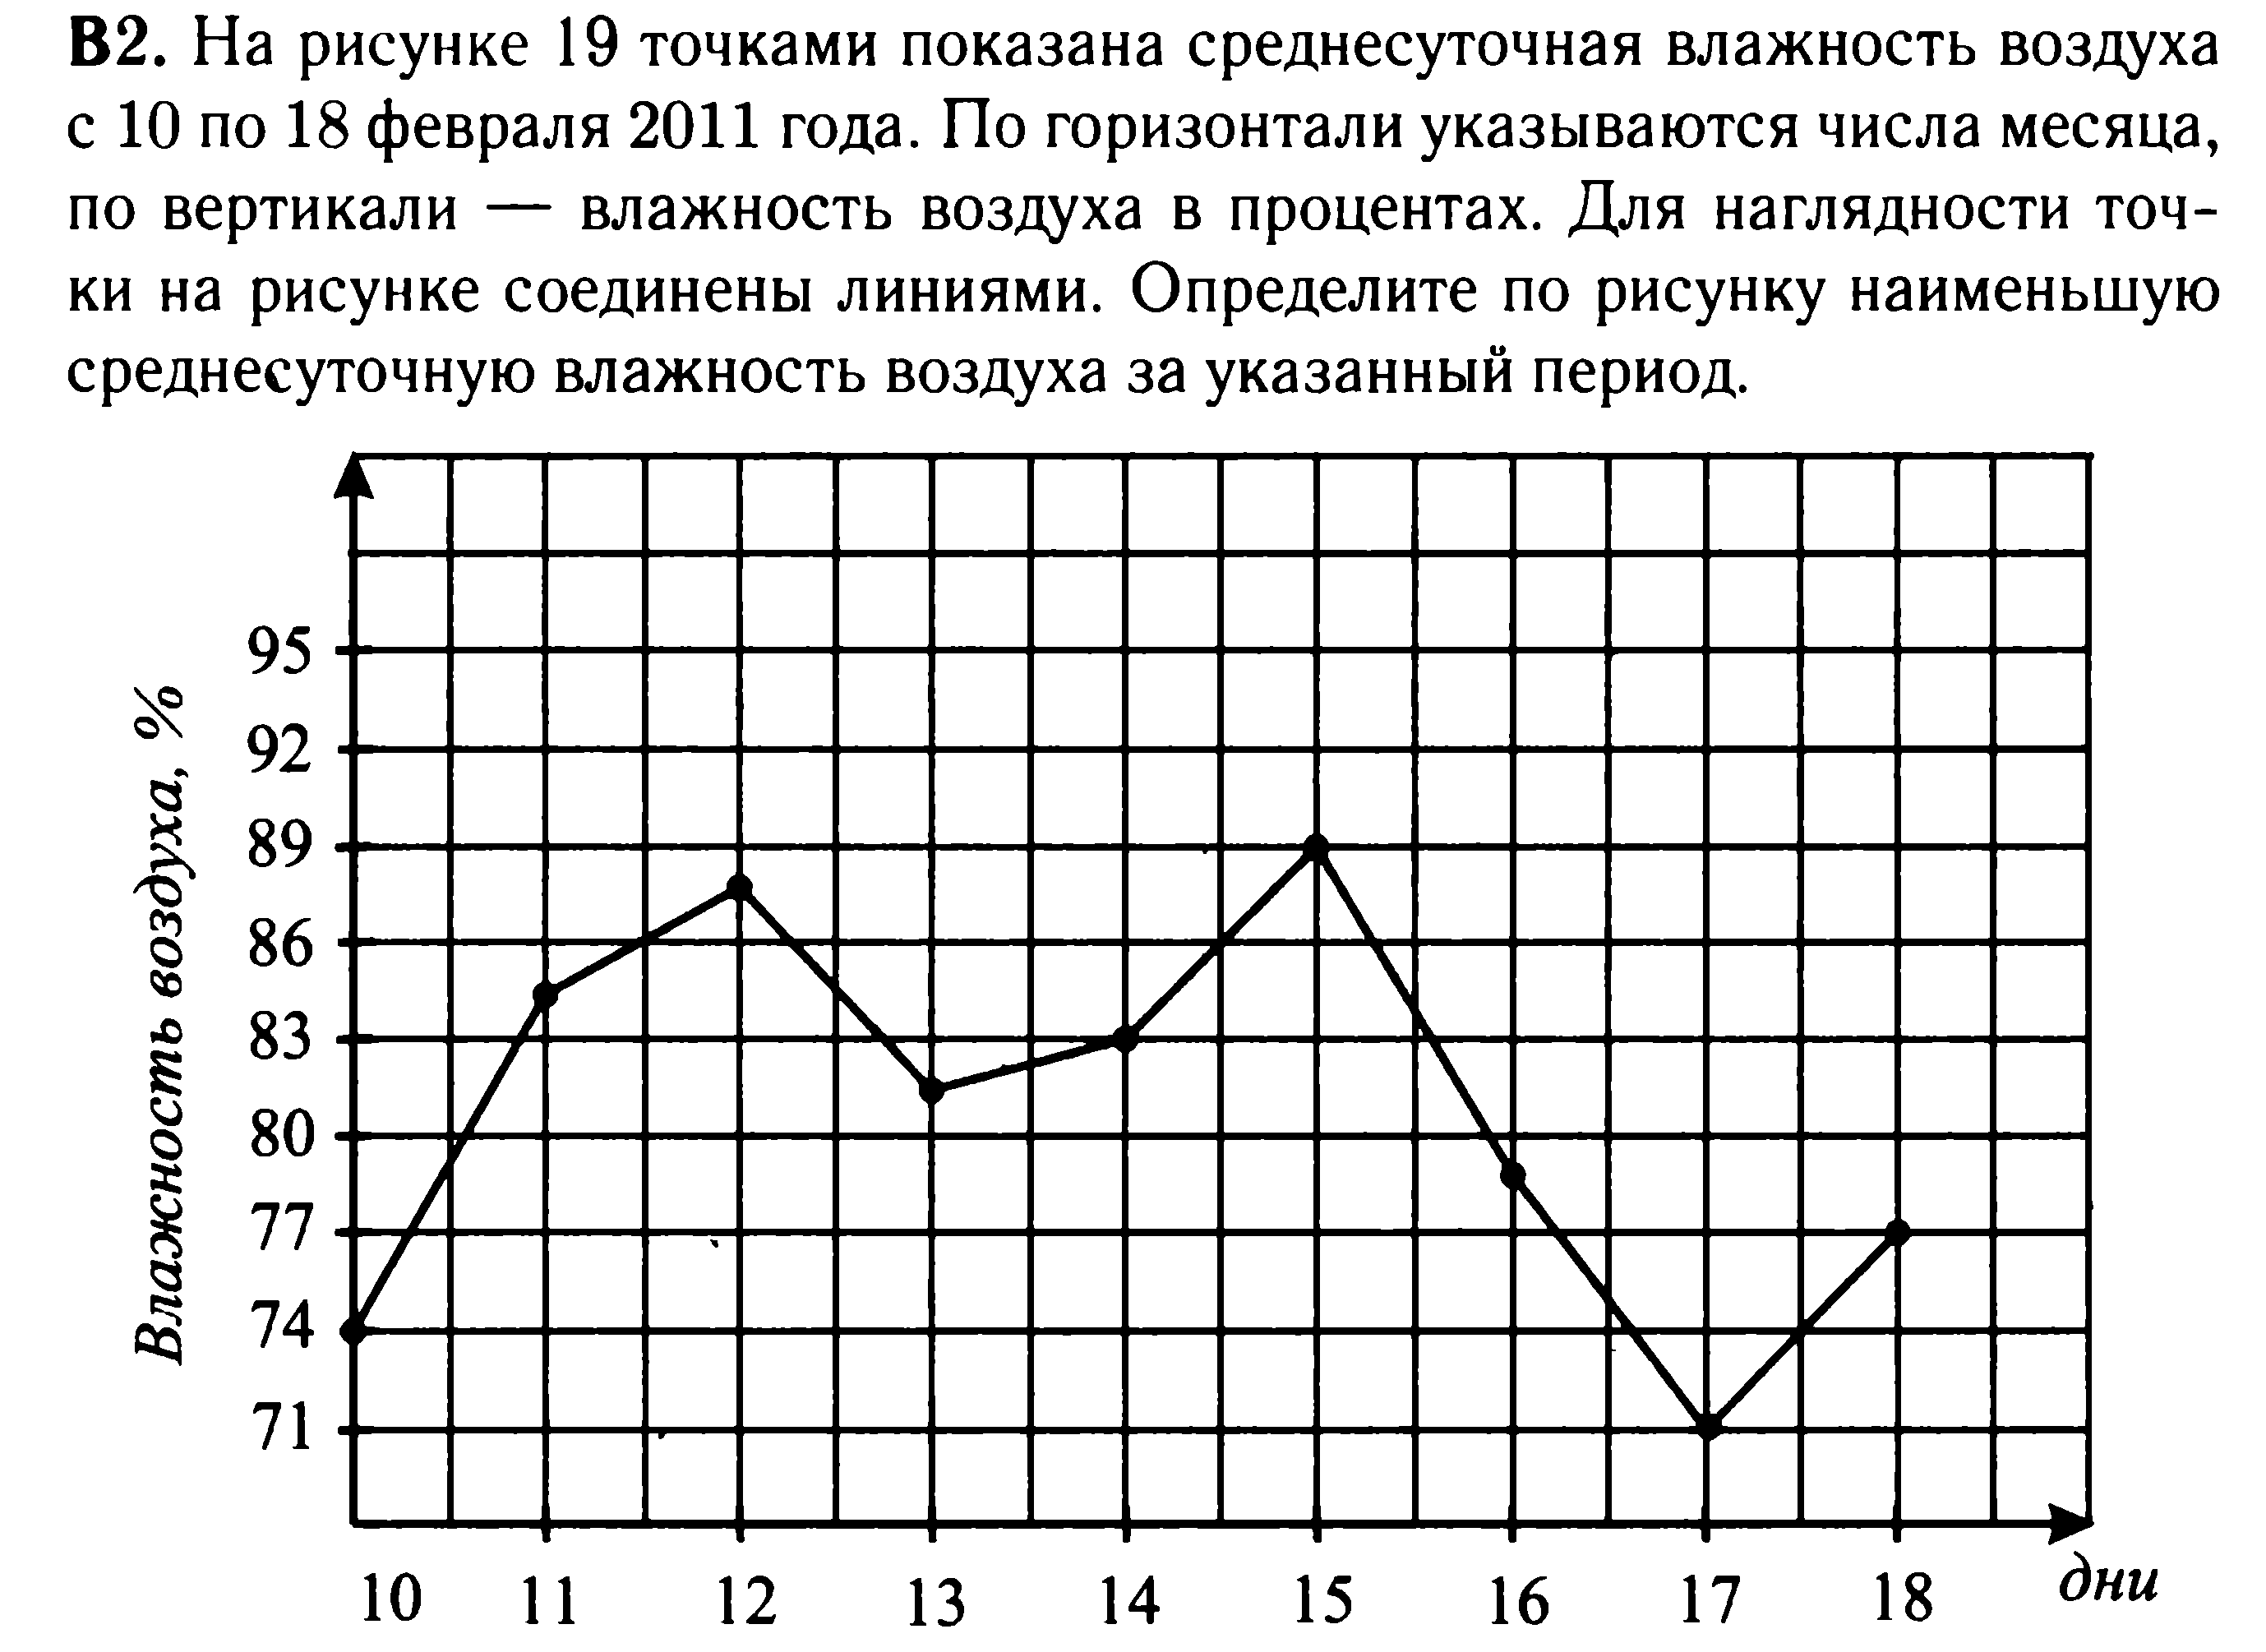 В2. На рисунке 19 точками показана среднесуточная влажность воздуха
с 10 по 18 февраля 2011 года. По горизонтали указываются числа месяца,
по вертикали — влажность воздуха в процентах. Для наглядности точ-
ки на рисунке соединены линиями. Определите по рисунку наименьшую
среднесуточную влажность воздуха за указанный период.
Влажность воздуха, %
95
92
89
86
83
80
77
74
71
10 11 12 13 14 15 16 17 18 дни